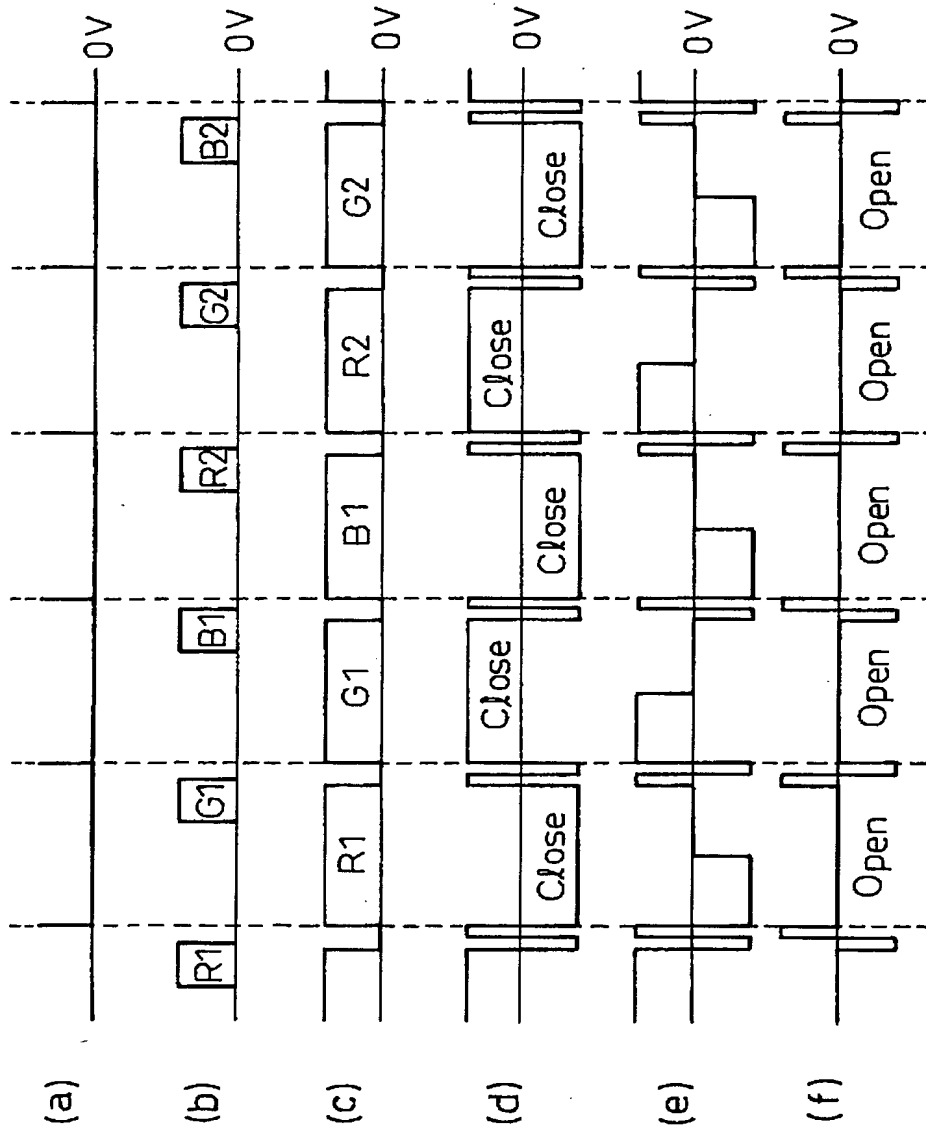 (a) 0V
(b) R1 G1 B1 R2 G2 B2 0V
(c) R1 G1 B1 R2 G2 0V
(d) Close Close Close Close Close 0V
(e) 0V
(f) Open Open Open Open Open 0V